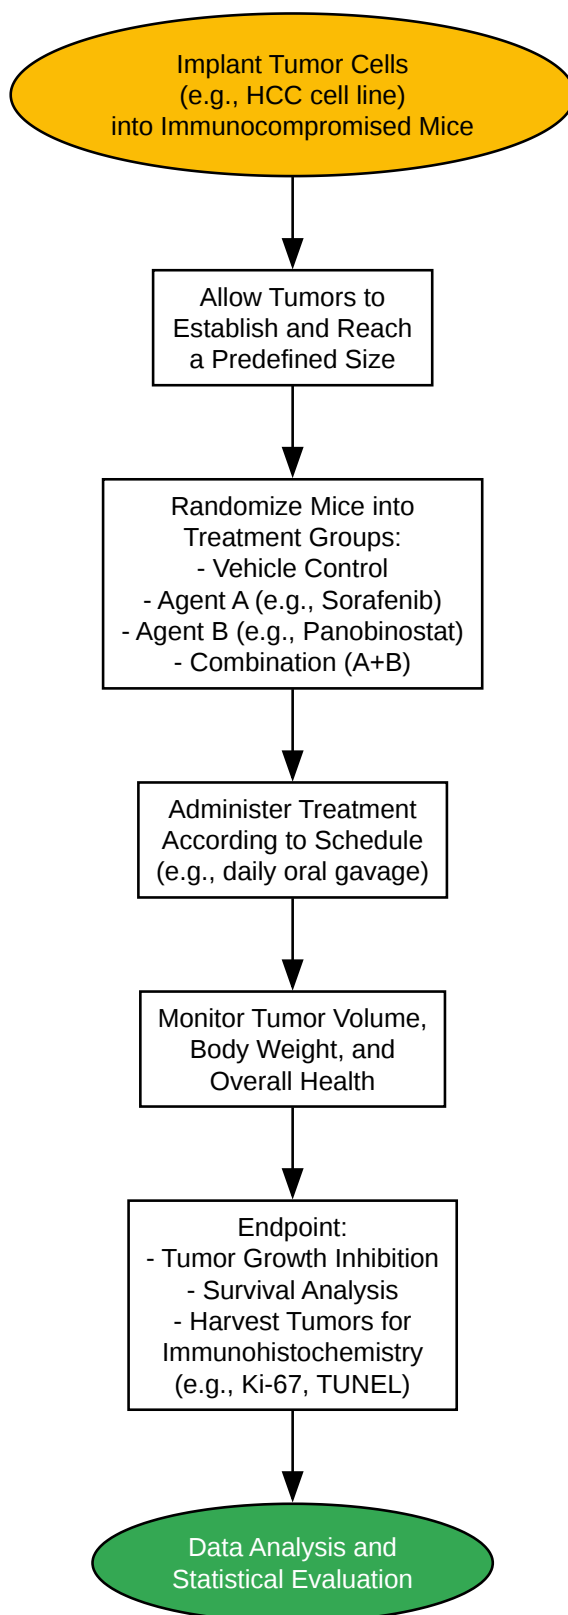 Implant Tumor Cells
(e.g., HCC cell line)
into Immunocompromised Mice
Allow Tumors to
Establish and Reach
a Predefined Size
Randomize Mice into
Treatment Groups:
- Vehicle Control
- Agent A (e.g., Sorafenib)
- Agent B (e.g., Panobinostat)
- Combination (A+B)
Administer Treatment
According to Schedule
(e.g., daily oral gavage)
Monitor Tumor Volume,
Body Weight, and
Overall Health
Endpoint:
- Tumor Growth Inhibition
- Survival Analysis
- Harvest Tumors for
Immunohistochemistry
(e.g., Ki-67, TUNEL)
Data Analysis and
Statistical Evaluation